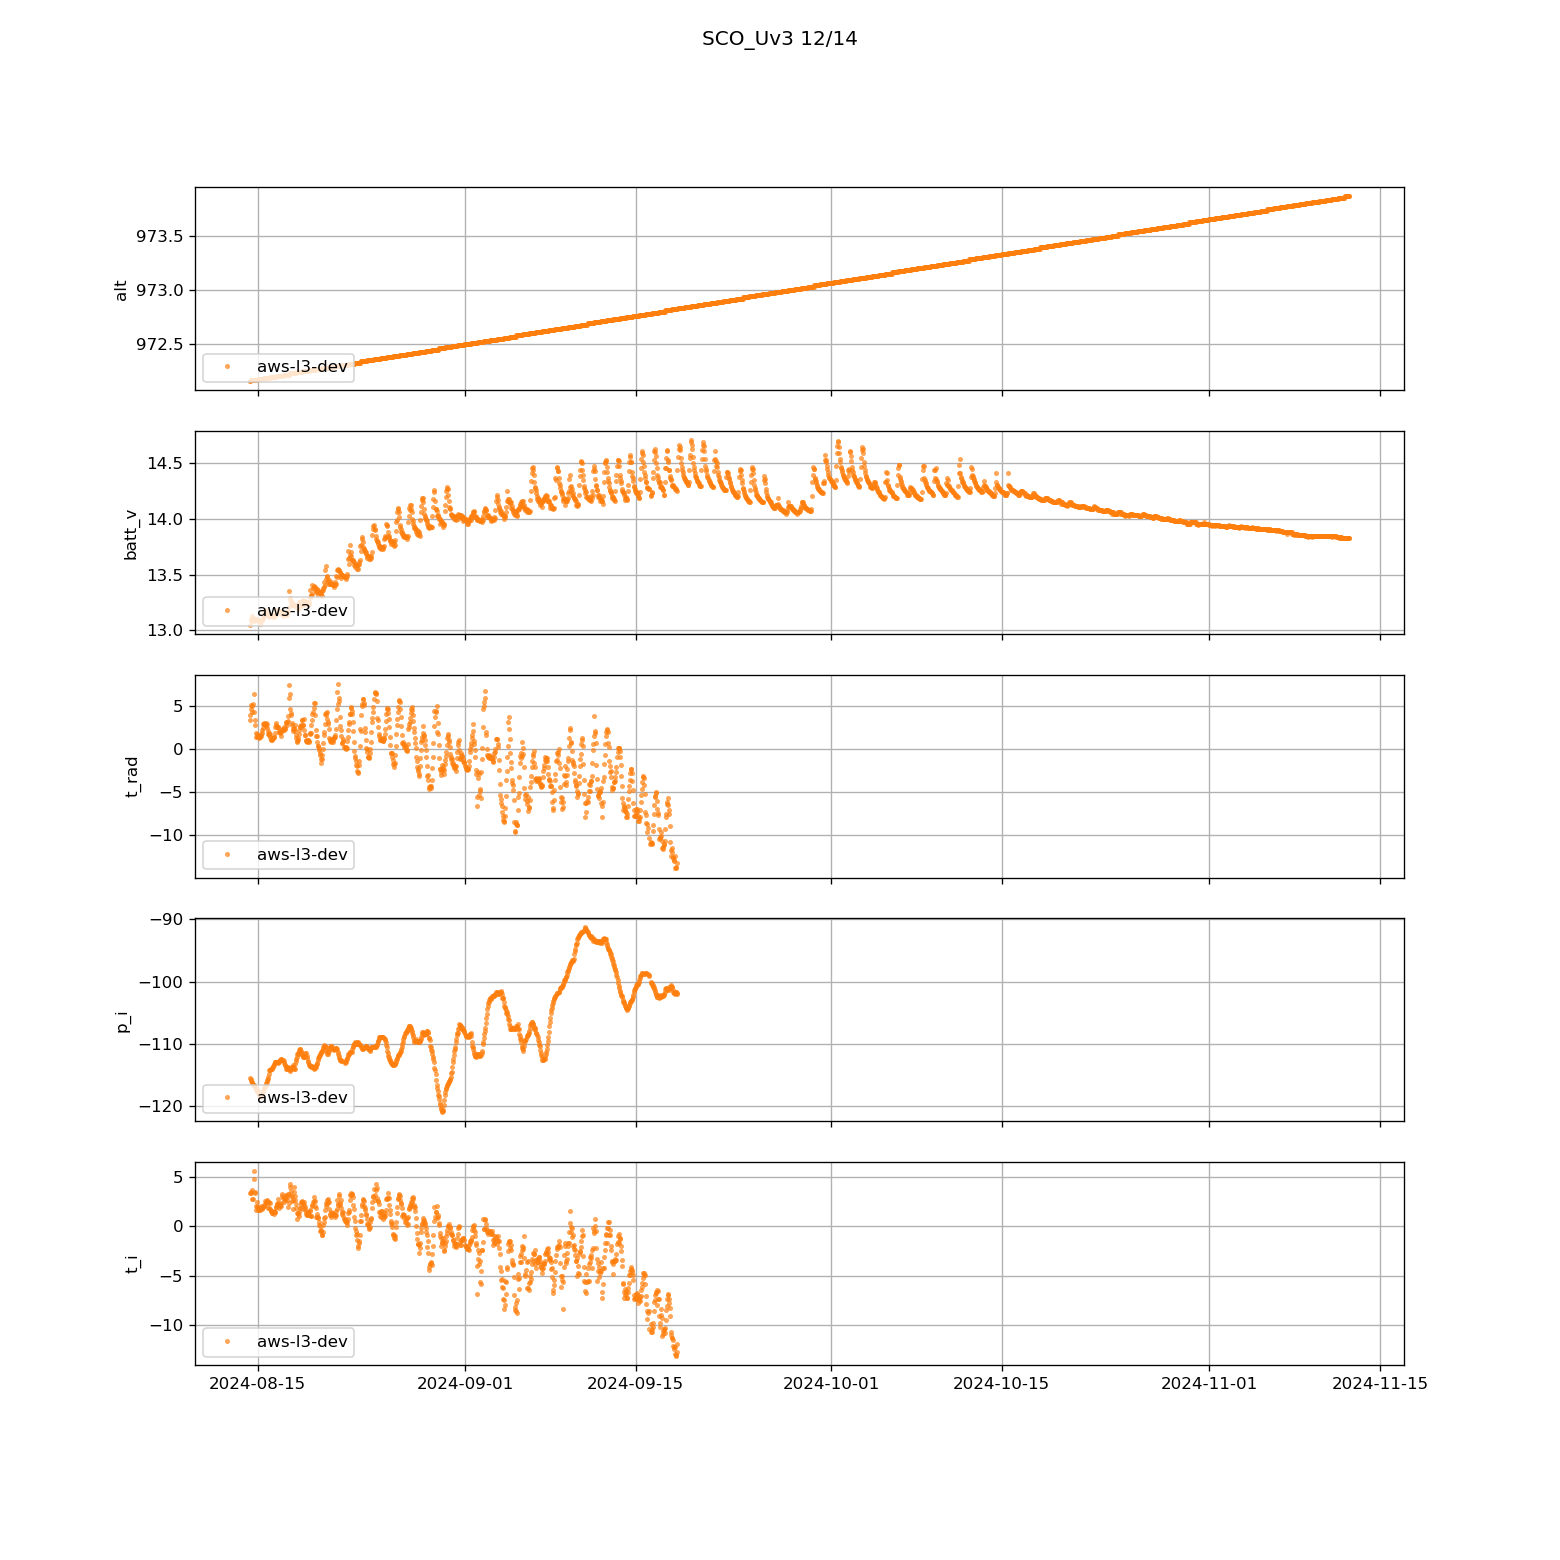 SCO_Uv3 12/14
973.5
973.0
972.5
alt
aws-l3-dev
14.5
14.0
13.5
13.0
batt_v
aws-l3-dev
5
0
−5
−10
t_rad
aws-l3-dev
−90
−100
−110
−120
p_i
aws-l3-dev
5
0
−5
−10
t_i
aws-l3-dev
2024-08-15 2024-09-01 2024-09-15 2024-10-01 2024-10-15 2024-11-01 2024-11-15